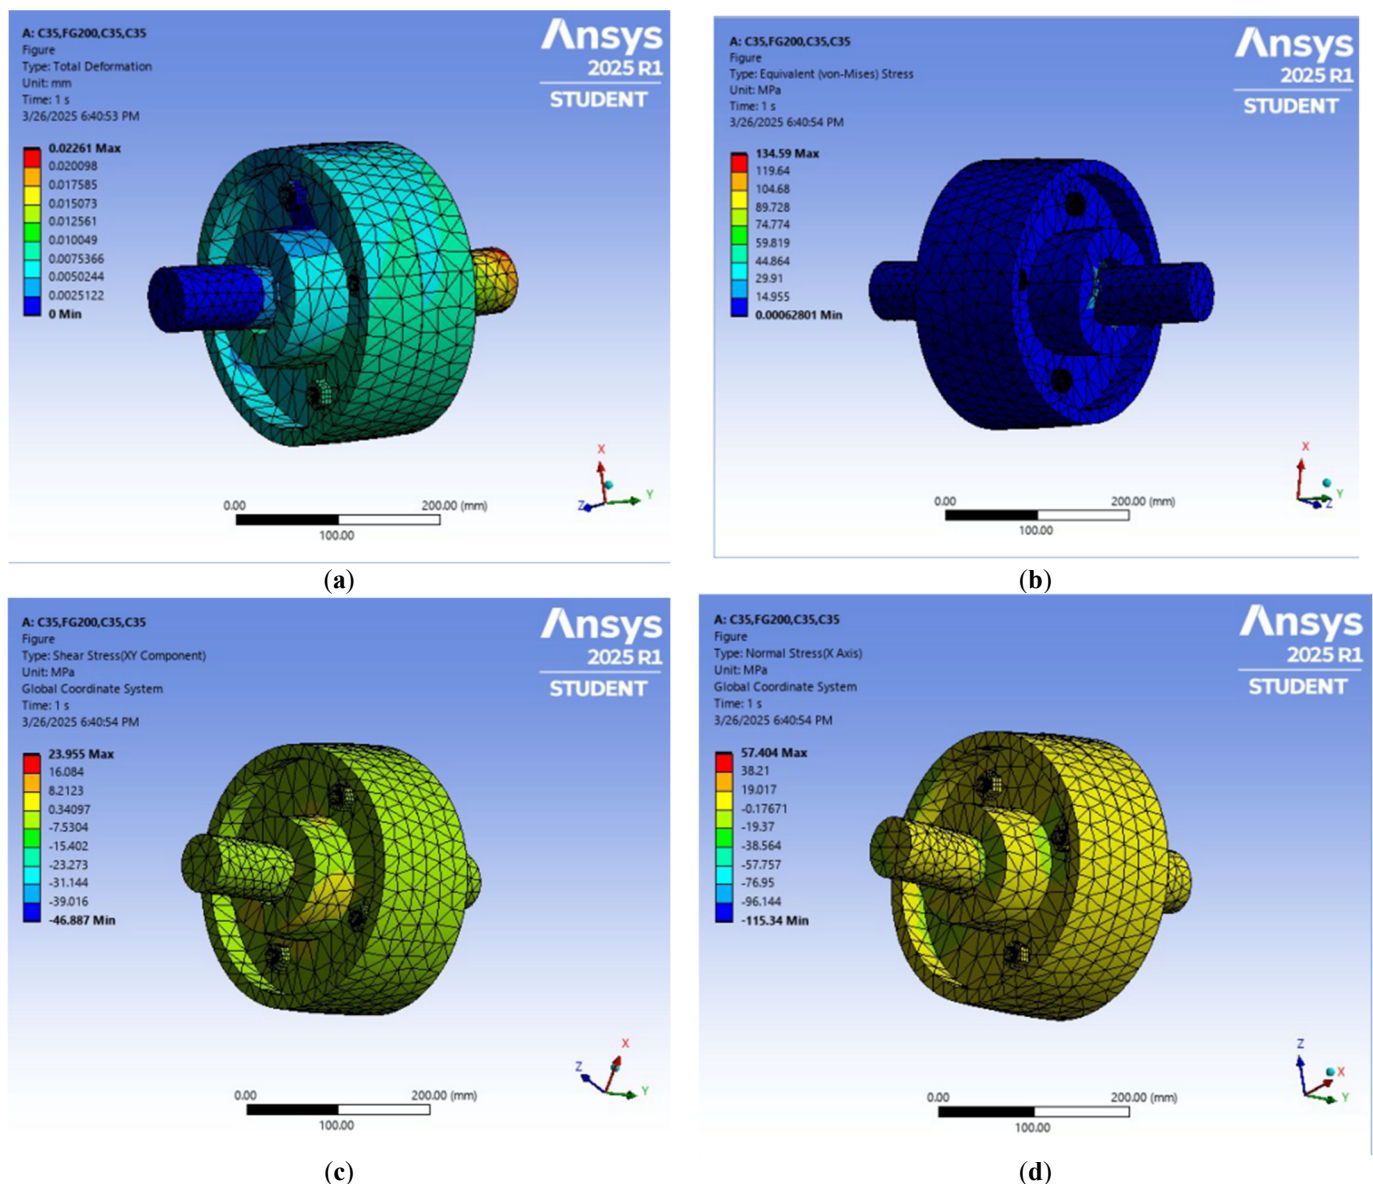 A: C35,FG200,C35,C35
Figure
Type: Total Deformation
Unit: mm
Time: 1 s
3/26/2025 6:40:53 PM
Ansys
2025 R1
STUDENT
0.02261 Max
0.020098
0.017585
0.015073
0.012561
0.010049
0.0075366
0.0050244
0.0025122
0 Min
X
Y
Z
0.00
200.00 (mm)
100.00
(a)
A: C35,FG200,C35,C35
Figure
Type: Equivalent (von-Mises) Stress
Unit: MPa
Time: 1 s
3/26/2025 6:40:54 PM
Ansys
2025 R1
STUDENT
134.59 Max
119.64
104.68
89.728
74.774
59.819
44.864
29.91
14.955
0.00062801 Min
X
Y
Z
0.00
200.00 (mm)
100.00
(b)
A: C35,FG200,C35,C35
Figure
Type: Shear Stress(XY Component)
Unit: MPa
Global Coordinate System
Time: 1 s
3/26/2025 6:40:54 PM
Ansys
2025 R1
STUDENT
23.955 Max
16.084
8.2123
0.34097
-7.5304
-15.402
-23.273
-31.144
-39.016
-46.887 Min
X
Z
Y
0.00
200.00 (mm)
100.00
(c)
A: C35,FG200,C35,C35
Figure
Type: Normal Stress(X Axis)
Unit: MPa
Global Coordinate System
Time: 1 s
3/26/2025 6:40:54 PM
Ansys
2025 R1
STUDENT
57.404 Max
38.21
19.017
-0.17671
-19.37
-38.564
-57.757
-76.95
-96.144
-115.34 Min
Z
X
Y
0.00
200.00 (mm)
100.00
(d)